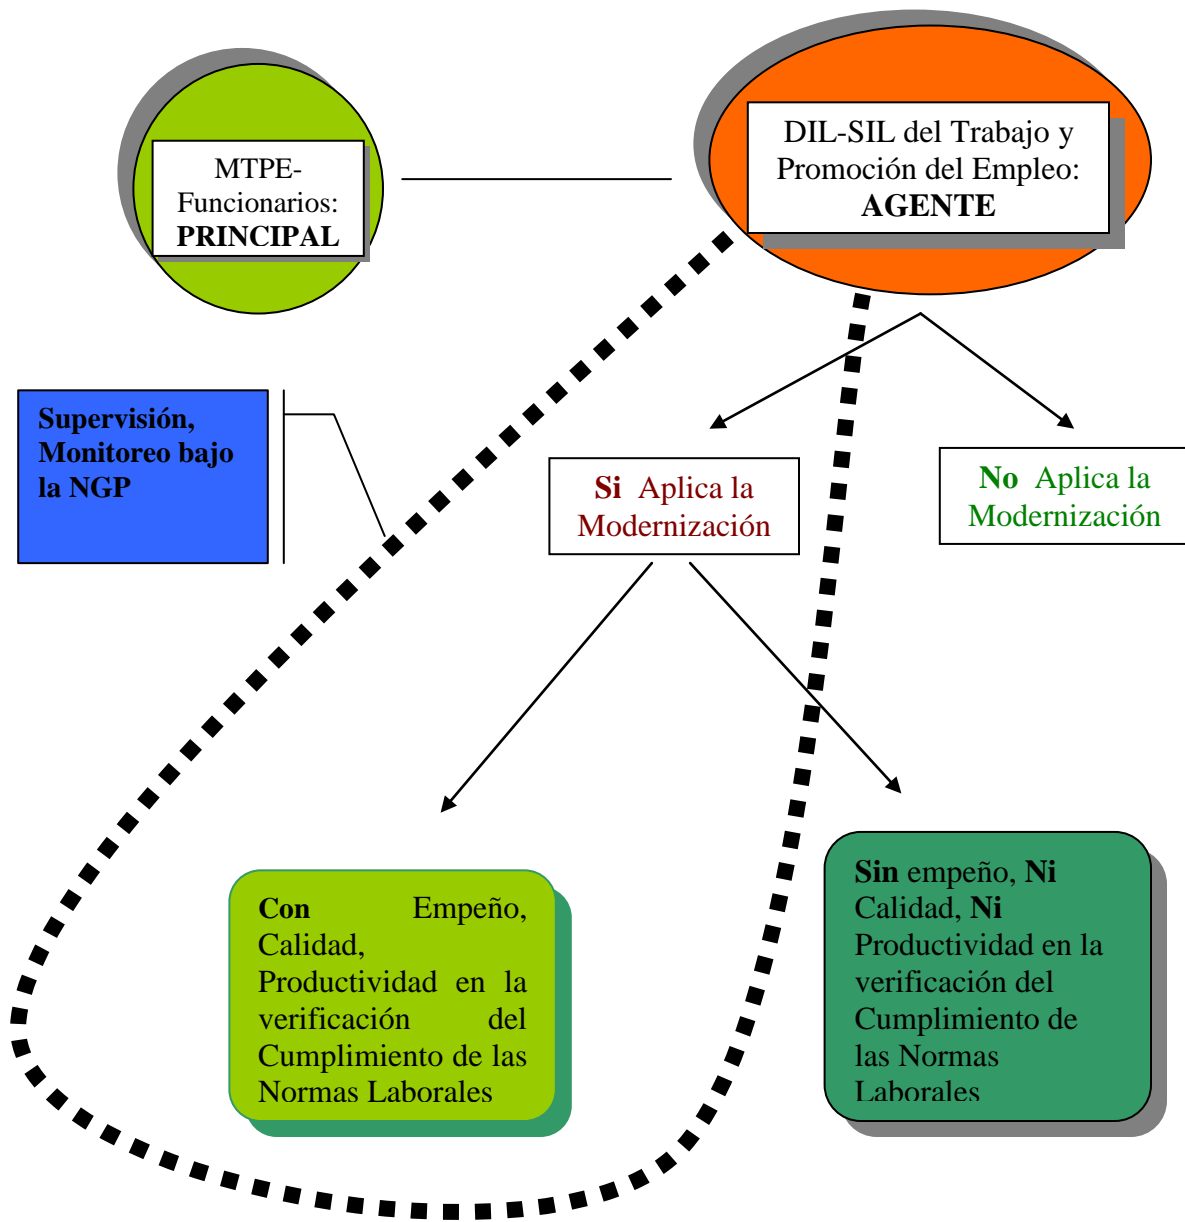 MTPE-
Funcionarios:
PRINCIPAL
DIL-SIL del Trabajo y
Promoción del Empleo:
AGENTE
Supervisión,
Monitoreo bajo
la NGP
Si Aplica la
Modernización
No Aplica la
Modernización
Con Empeño,
Calidad,
Productividad en la
verificación del
Cumplimiento de las
Normas Laborales
Sin empeño, Ni
Calidad, Ni
Productividad en la
verificación del
Cumplimiento de
las Normas
Laborales